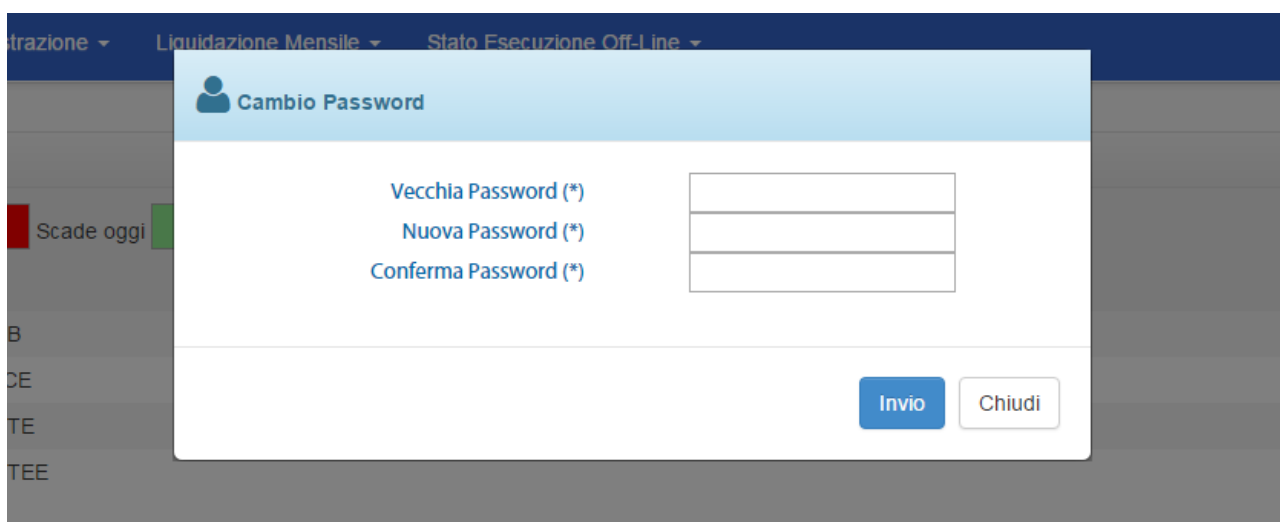 strazione Liquidazione Mensile Stato Esecuzione Off-Line
Cambio Password
Vecchia Password (*)
Nuova Password (*)
Scade oggi
Conferma Password (*)
B
CE
TE
Invio Chiudi
TEE